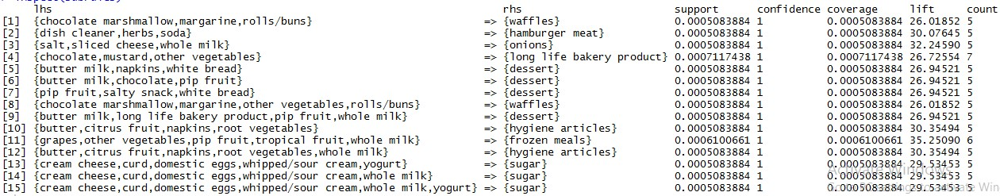 lhs rhs support confidence coverage lift count
[1] {chocolate marshmallow,margarine,rolls/buns} => {waffles} 0.0005083884 1 0.0005083884 26.01852 5
[2] {dish cleaner,herbs,soda} => {hamburger meat} 0.0005083884 1 0.0005083884 30.07645 5
[3] {salt,sliced cheese,whole milk} => {onions} 0.0005083884 1 0.0005083884 32.24590 5
[4] {chocolate,mustard,other vegetables} => {long life bakery product} 0.0007117438 1 0.0007117438 26.72554 7
[5] {butter milk,napkins,white bread} => {dessert} 0.0005083884 1 0.0005083884 26.94521 5
[6] {butter milk,chocolate,pip fruit} => {dessert} 0.0005083884 1 0.0005083884 26.94521 5
[7] {pip fruit,salty snack,white bread} => {dessert} 0.0005083884 1 0.0005083884 26.94521 5
[8] {chocolate marshmallow,margarine,other vegetables,rolls/buns} => {waffles} 0.0005083884 1 0.0005083884 26.01852 5
[9] {butter milk,long life bakery product,pip fruit,whole milk} => {dessert} 0.0005083884 1 0.0005083884 26.94521 5
[10] {butter,citrus fruit,napkins,root vegetables} => {hygiene articles} 0.0005083884 1 0.0005083884 30.35494 5
[11] {grapes,other vegetables,pip fruit,tropical fruit,whole milk} => {frozen meals} 0.0006100661 1 0.0006100661 35.25090 6
[12] {butter,citrus fruit,napkins,root vegetables,whole milk} => {hygiene articles} 0.0005083884 1 0.0005083884 30.35494 5
[13] {cream cheese,curd,domestic eggs,whipped/sour cream,yogurt} => {sugar} 0.0005083884 1 0.0005083884 29.53453 5
[14] {cream cheese,curd,domestic eggs,whipped/sour cream,whole milk} => {sugar} 0.0005083884 1 0.0005083884 29.53453 5
[15] {cream cheese,curd,domestic eggs,whipped/sour cream,whole milk,yogurt} => {sugar} 0.0005083884 1 0.0005083884 29.53453 5
Activate Windows